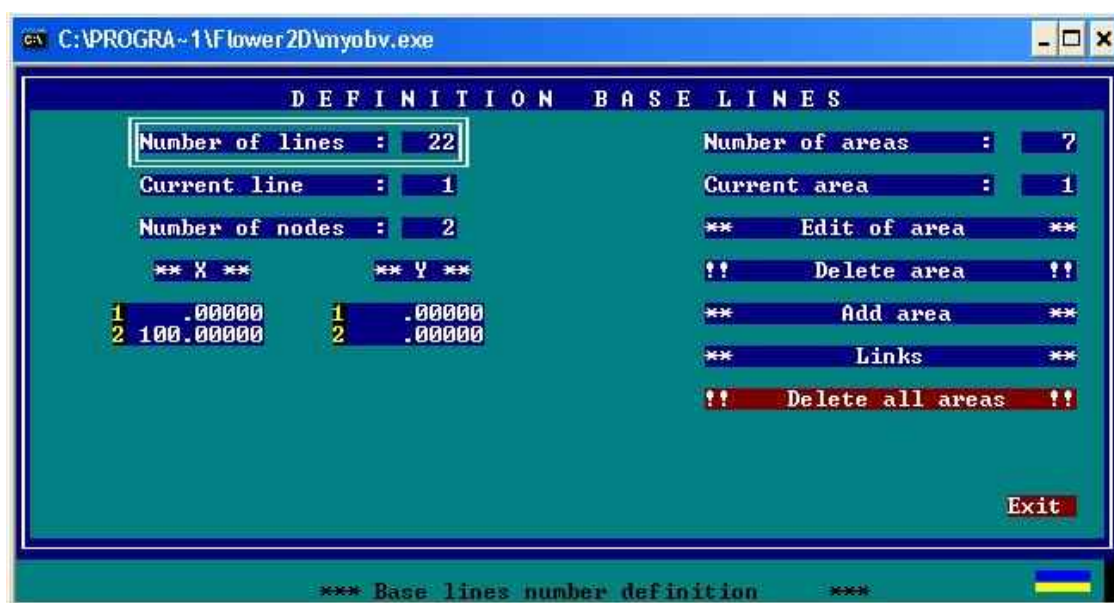 C:\PROGRA~1\Flower2D\myobv.exe
DEFINITION BASE LINES
Number of lines : 22
Current line : 1
Number of nodes : 2
** X ** ** Y **
1 .00000 1 .00000
2 100.00000 2 .00000
Number of areas : 7
Current area : 1
** Edit of area **
!! Delete area !!
** Add area **
** Links **
!! Delete all areas !!
Exit
*** Base lines number definition ***